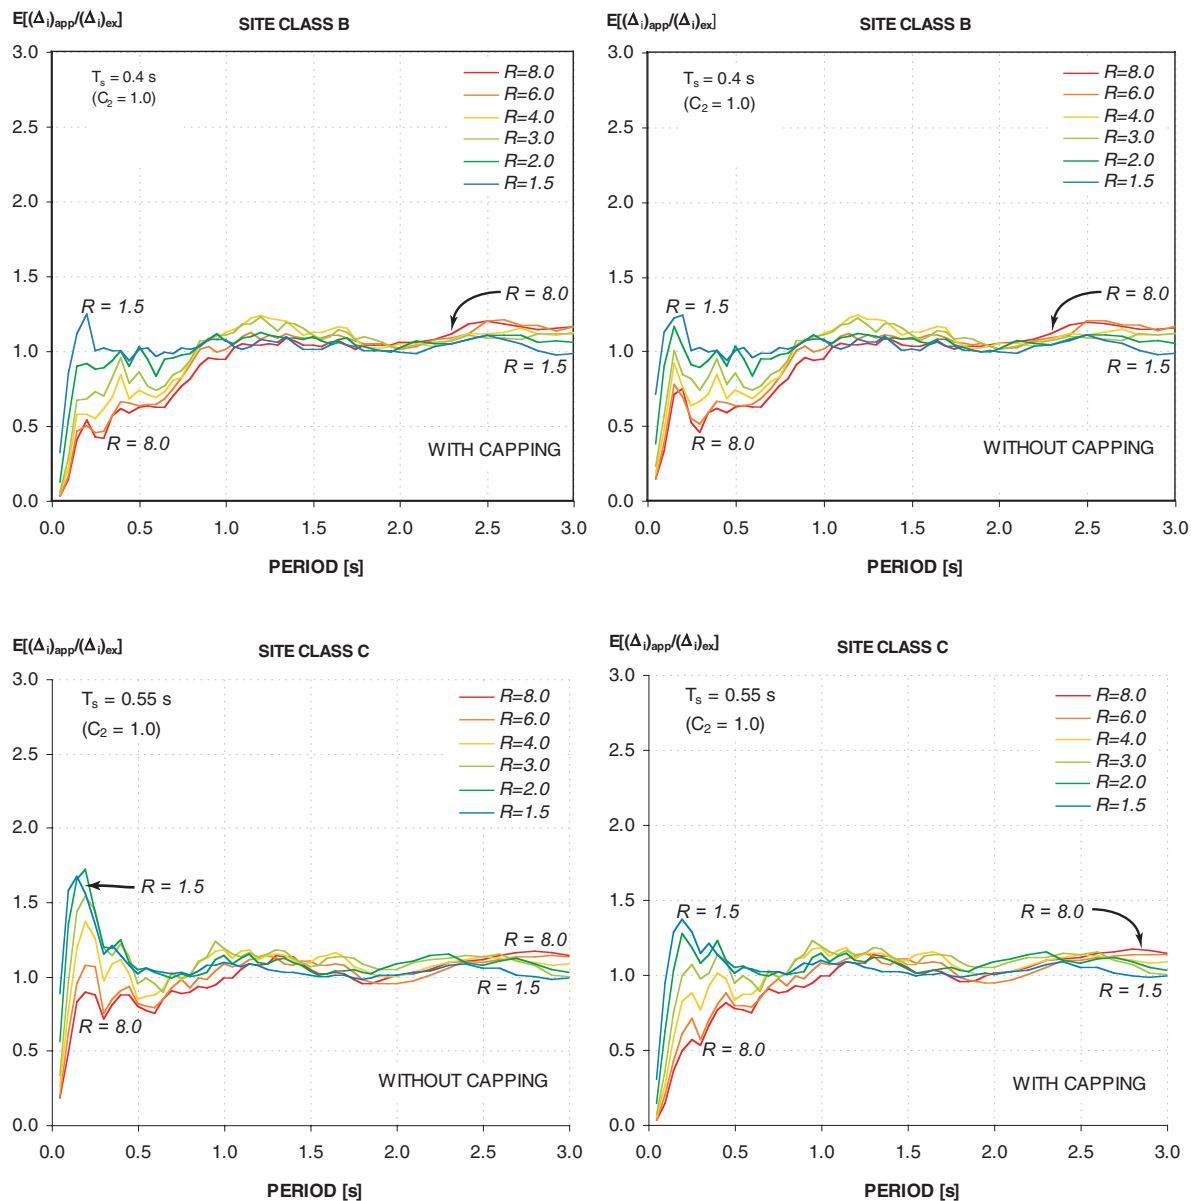 E[(Δi)app/(Δi)ex]
SITE CLASS B
3.0
2.5
2.0
1.5
1.0
0.5
0.0
Ts = 0.4 s
(C2 = 1.0)
R=8.0
R=6.0
R=4.0
R=3.0
R=2.0
R=1.5
R = 1.5
R = 8.0
R = 1.5
R = 8.0
WITH CAPPING
0.0 0.5 1.0 1.5 2.0 2.5 3.0
PERIOD [s]
E[(Δi)app/(Δi)ex]
SITE CLASS B
3.0
2.5
2.0
1.5
1.0
0.5
0.0
Ts = 0.4 s
(C2 = 1.0)
R=8.0
R=6.0
R=4.0
R=3.0
R=2.0
R=1.5
R = 1.5
R = 8.0
R = 1.5
R = 8.0
WITHOUT CAPPING
0.0 0.5 1.0 1.5 2.0 2.5 3.0
PERIOD [s]
E[(Δi)app/(Δi)ex]
SITE CLASS C
3.0
2.5
2.0
1.5
1.0
0.5
0.0
Ts = 0.55 s
(C2 = 1.0)
R=8.0
R=6.0
R=4.0
R=3.0
R=2.0
R=1.5
R = 1.5
R = 8.0
R = 1.5
R = 8.0
WITHOUT CAPPING
0.0 0.5 1.0 1.5 2.0 2.5 3.0
PERIOD [s]
E[(Δi)app/(Δi)ex]
SITE CLASS C
3.0
2.5
2.0
1.5
1.0
0.5
0.0
Ts = 0.55 s
(C2 = 1.0)
R=8.0
R=6.0
R=4.0
R=3.0
R=2.0
R=1.5
R = 1.5
R = 8.0
R = 1.5
R = 8.0
WITH CAPPING
0.0 0.5 1.0 1.5 2.0 2.5 3.0
PERIOD [s]